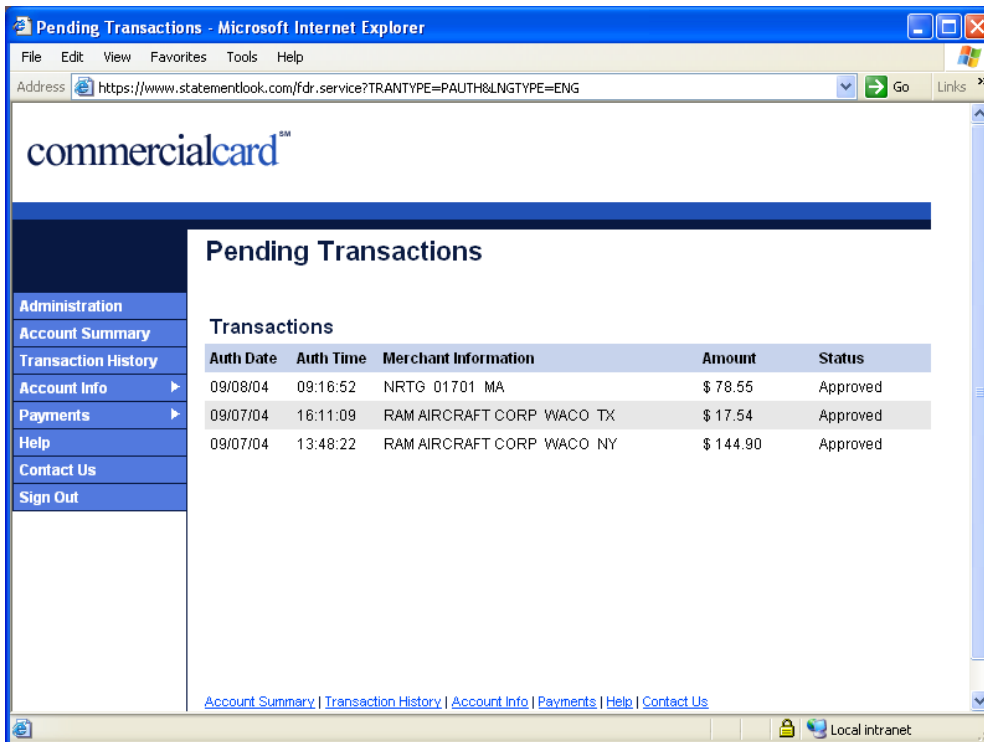 Pending Transactions - Microsoft Internet Explorer
File Edit View Favorites Tools Help
Address https://www.statementlook.com/fdr.service?TRANTYPE=PAUTH&LNGTYPE=ENG Go Links »
commercialcard SM
Pending Transactions
Administration
Account Summary
Transaction History
Account Info
Payments
Help
Contact Us
Sign Out
Transactions
Auth Date Auth Time Merchant Information Amount Status
09/08/04 09:16:52 NRTG 01701 MA $ 78.55 Approved
09/07/04 16:11:09 RAM AIRCRAFT CORP WACO TX $ 17.54 Approved
09/07/04 13:48:22 RAM AIRCRAFT CORP WACO NY $ 144.90 Approved
Account Summary | Transaction History | Account Info | Payments | Help | Contact Us
Local intranet